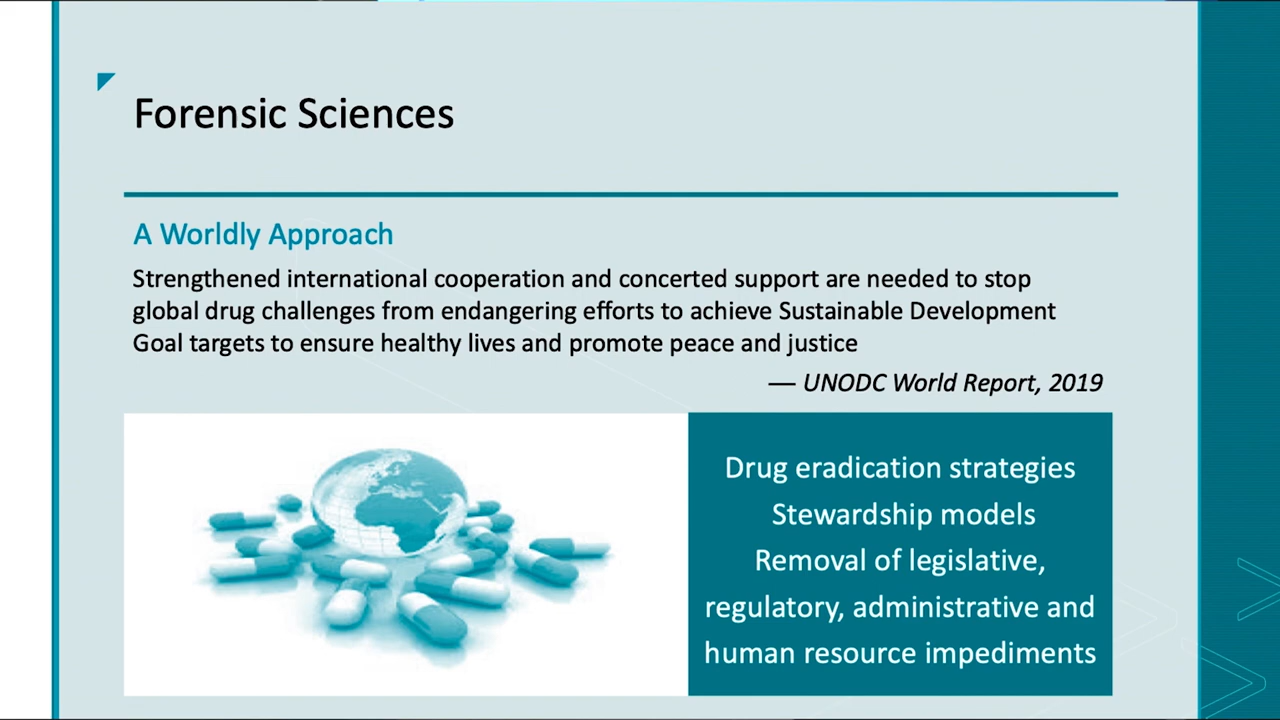 Forensic Sciences
A Worldly Approach
Strengthened international cooperation and concerted support are needed to stop
global drug challenges from endangering efforts to achieve Sustainable Development
Goal targets to ensure healthy lives and promote peace and justice
— UNODC World Report, 2019
Drug eradication strategies
Stewardship models
Removal of legislative,
regulatory, administrative and
human resource impediments